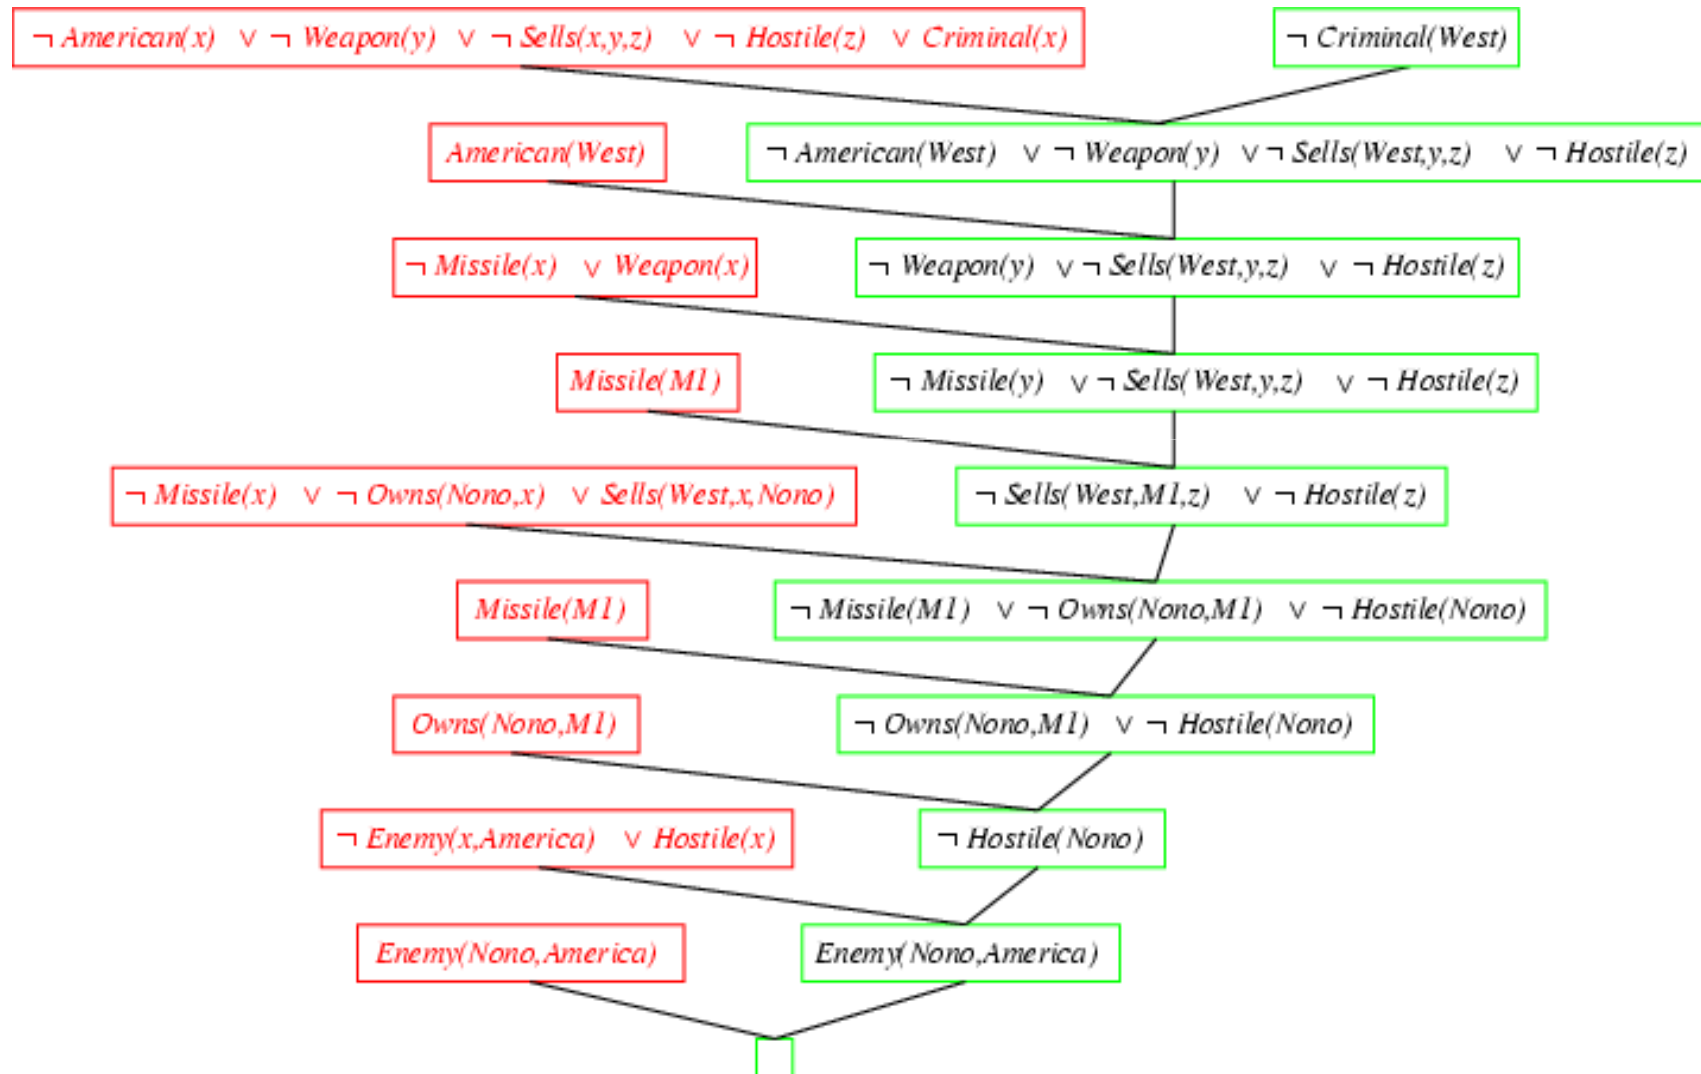 ¬ American(x) ∨ ¬ Weapon(y) ∨ ¬ Sells(x,y,z) ∨ ¬ Hostile(z) ∨ Criminal(x) ¬ Criminal(West)
American(West) ¬ American(West) ∨ ¬ Weapon(y) ∨ ¬ Sells(West,y,z) ∨ ¬ Hostile(z)
¬ Missile(x) ∨ Weapon(x) ¬ Weapon(y) ∨ ¬ Sells(West,y,z) ∨ ¬ Hostile(z)
Missile(M1) ¬ Missile(y) ∨ ¬ Sells(West,y,z) ∨ ¬ Hostile(z)
¬ Missile(x) ∨ ¬ Owns(Nono,x) ∨ Sells(West,x,Nono) ¬ Sells(West,M1,z) ∨ ¬ Hostile(z)
Missile(M1) ¬ Missile(M1) ∨ ¬ Owns(Nono,M1) ∨ ¬ Hostile(Nono)
Owns(Nono,M1) ¬ Owns(Nono,M1) ∨ ¬ Hostile(Nono)
¬ Enemy(x,America) ∨ Hostile(x) ¬ Hostile(Nono)
Enemy(Nono,America) Enemy(Nono,America)